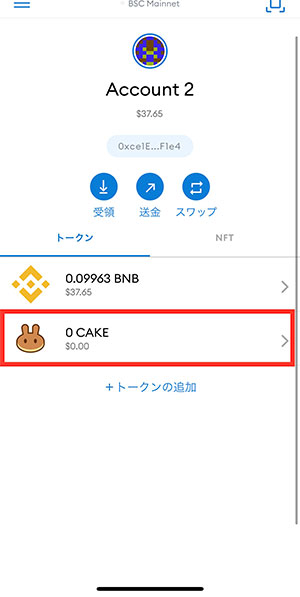 BSC Mainnet
Account 2
$37.65
0xce1E...F1e4
受領 送金 スワップ
トークン NFT
0.09963 BNB
$37.65
0 CAKE
$0.00
+トークンの追加